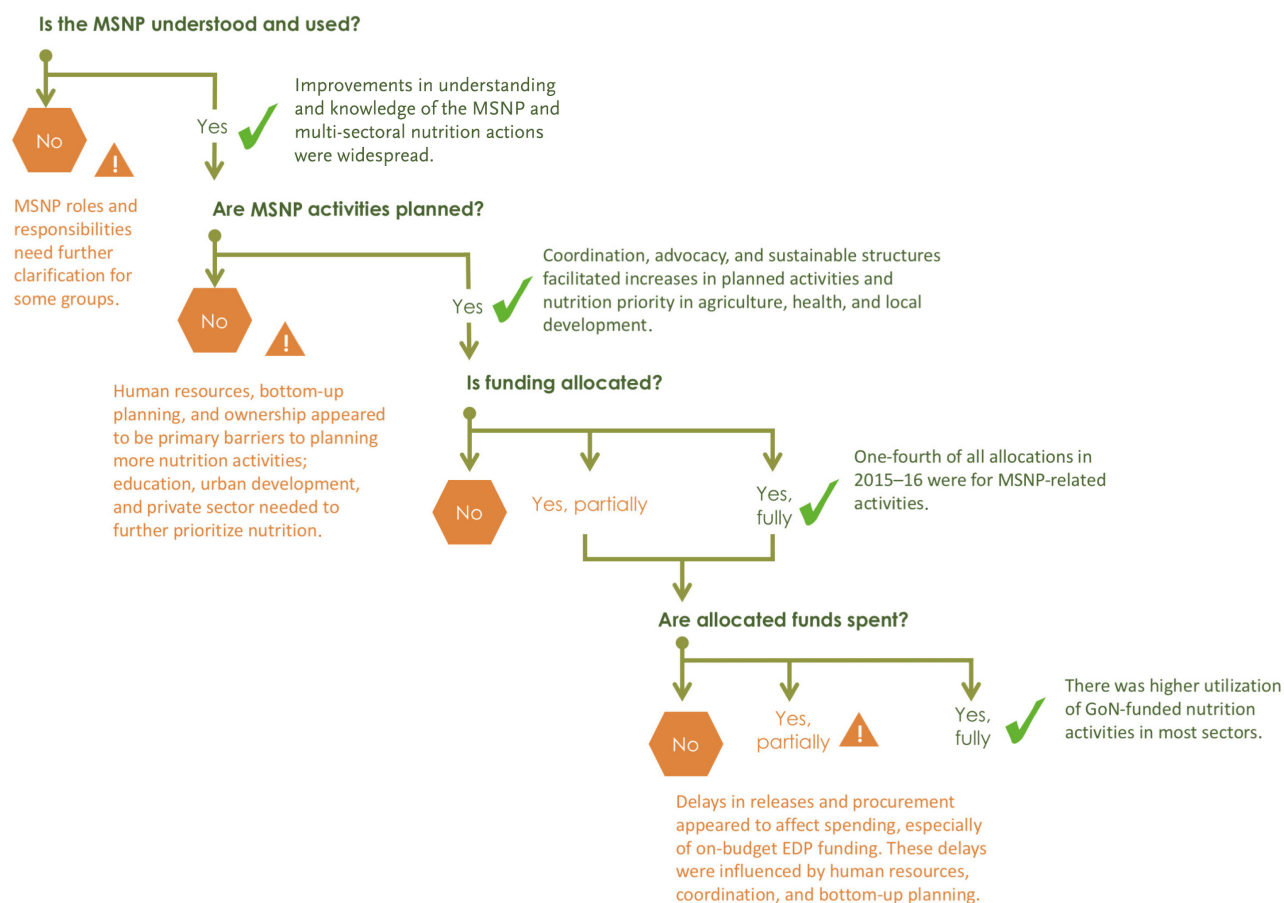 Is the MSNP understood and used?
No
!
Yes
Improvements in understanding
and knowledge of the MSNP and
multi-sectoral nutrition actions
were widespread.
MSNP roles and
responsibilities
need further
clarification for
some groups.
Are MSNP activities planned?
No
!
Yes
Coordination, advocacy, and sustainable structures
facilitated increases in planned activities and
nutrition priority in agriculture, health, and local
development.
Human resources, bottom-up
planning, and ownership appeared
to be primary barriers to planning
more nutrition activities;
education, urban development,
and private sector needed to
further prioritize nutrition.
Is funding allocated?
No
Yes, partially
Yes,
fully
One-fourth of all allocations in
2015–16 were for MSNP-related
activities.
Are allocated funds spent?
No
Yes,
partially
!
Yes,
fully
There was higher utilization
of GoN-funded nutrition
activities in most sectors.
Delays in releases and procurement
appeared to affect spending, especially
of on-budget EDP funding. These delays
were influenced by human resources,
coordination, and bottom-up planning.